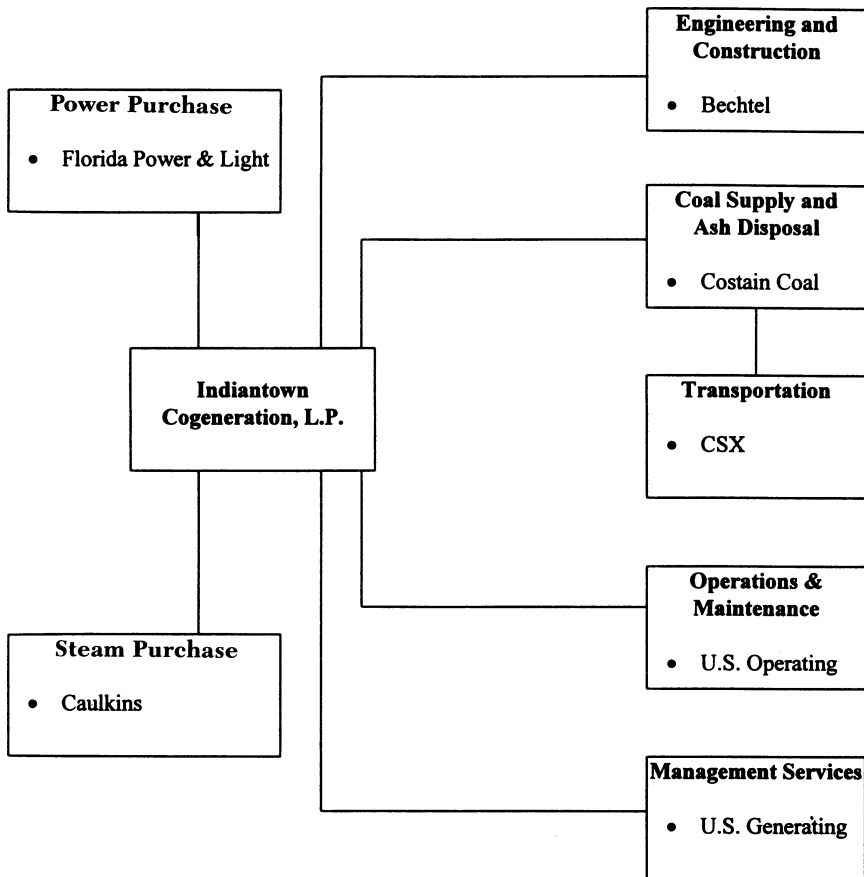 Engineering and
Construction
• Bechtel
Power Purchase
• Florida Power & Light
Coal Supply and
Ash Disposal
• Costain Coal
Indiantown
Cogeneration, L.P.
Transportation
• CSX
Operations &
Maintenance
• U.S. Operating
Steam Purchase
• Caulkins
Management Services
• U.S. Generating